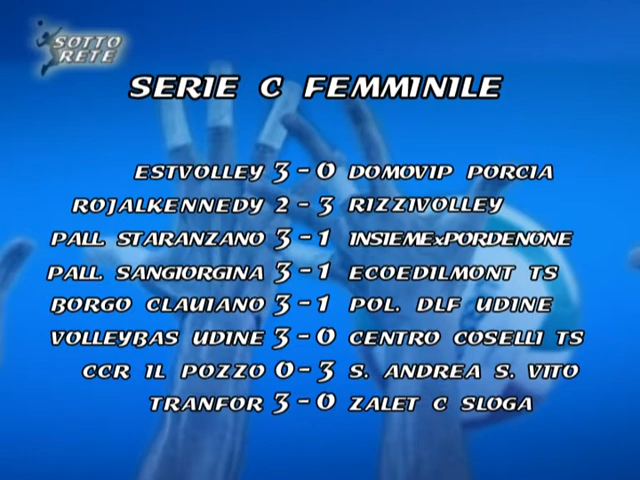 SOTTO
RETE
SERIE C FEMMINILE
ESTVOLLEY 3 - 0 DOMOVIP PORCIA
ROJALKENNEDY 2 - 3 RIZZIVOLLEY
PALL. STARANZANO 3 - 1 INSIEMExPORDENONE
PALL. SANGIORGINA 3 - 1 ECOEDILMONT TS
BORGO CLAUIANO 3 - 1 POL. DLF UDINE
VOLLEYBAS UDINE 3 - 0 CENTRO COSELLI TS
CCR IL POZZO 0 - 3 S. ANDREA S. VITO
TRANFOR 3 - 0 ZALET C SLOGA